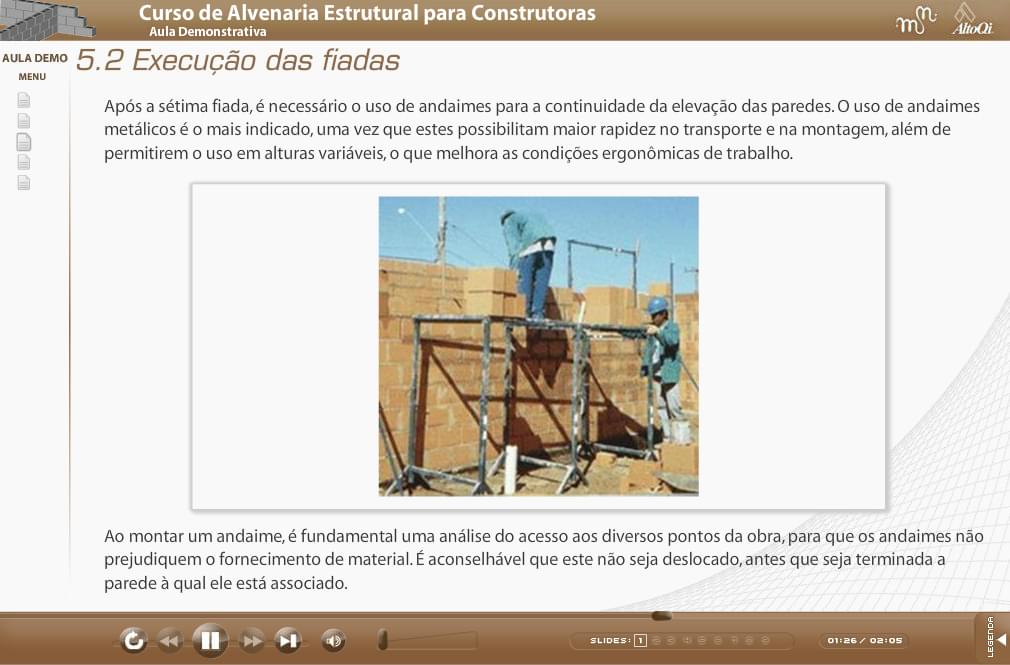 Curso de Alvenaria Estrutural para Construtoras
Aula Demonstrativa
AltoQi
AULA DEMO
MENU
5.2 Execução das fiadas
Após a sétima fiada, é necessário o uso de andaimes para a continuidade da elevação das paredes. O uso de andaimes
metálicos é o mais indicado, uma vez que estes possibilitam maior rapidez no transporte e na montagem, além de
permitirem o uso em alturas variáveis, o que melhora as condições ergonômicas de trabalho.
Ao montar um andaime, é fundamental uma análise do acesso aos diversos pontos da obra, para que os andaimes não
prejudiquem o fornecimento de material. É aconselhável que este não seja deslocado, antes que seja terminada a
parede à qual ele está associado.
SLIDES: 1
01:26 / 02:05
LEGENDA